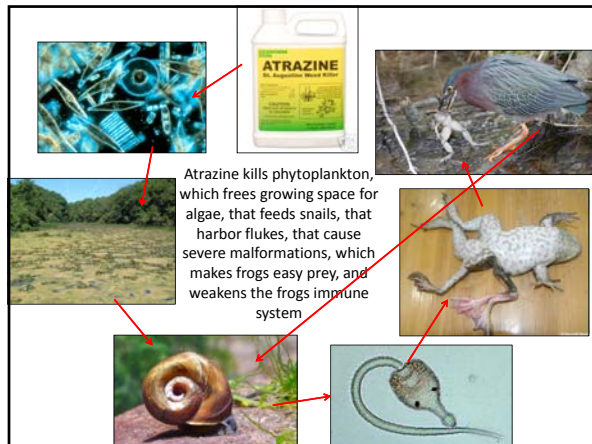 ATRAZINE
St. Augustine Weed Killer
CAUTION
Atrazine kills phytoplankton,
which frees growing space for
algae, that feeds snails, that
harbor flukes, that cause
severe malformations, which
makes frogs easy prey, and
weakens the frogs immune
system